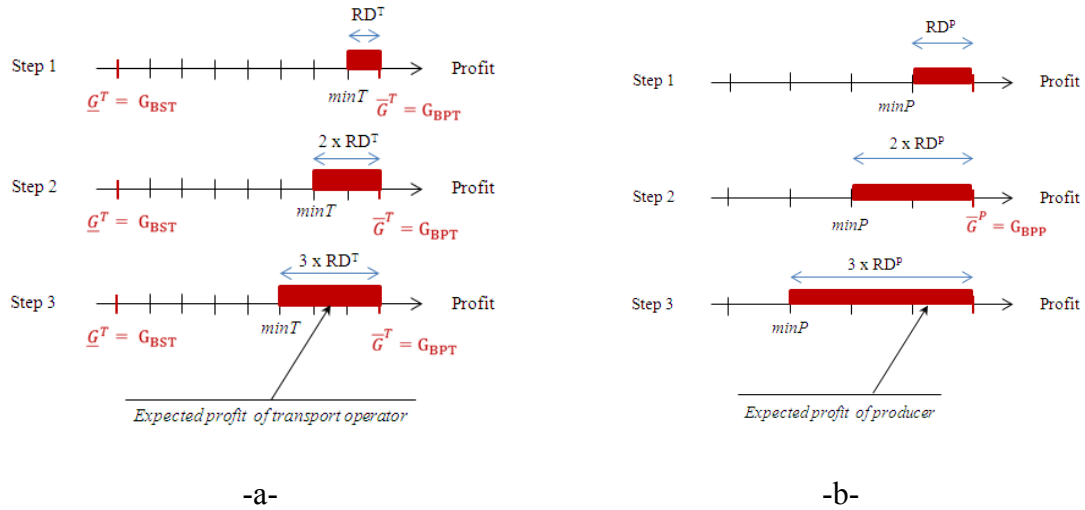 RD^T
Step 1
Profit
minT
G̲^T = G_BST
G̅^T = G_BPT
2 x RD^T
Step 2
Profit
minT
G̲^T = G_BST
G̅^T = G_BPT
3 x RD^T
Step 3
Profit
minT
G̲^T = G_BST
G̅^T = G_BPT
Expected profit of transport operator
-a-
RD^P
Step 1
Profit
minP
2 x RD^P
Step 2
Profit
minP
G̅^P = G_BPP
3 x RD^P
Step 3
Profit
minP
Expected profit of producer
-b-